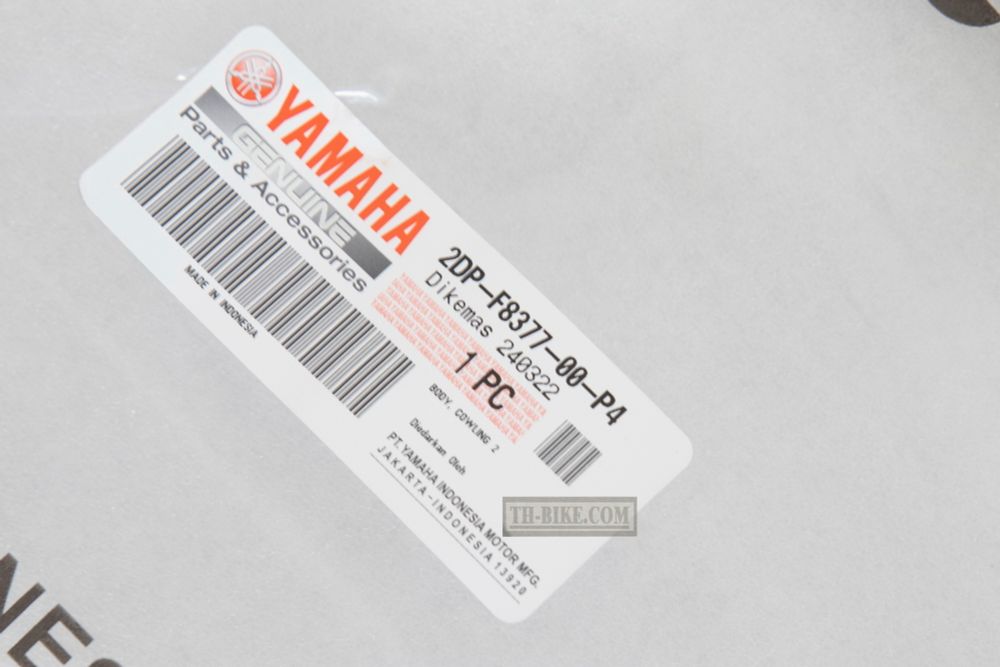 YAMAHA
GENUINE
Parts & Accessories
MADE IN INDONESIA
2DP-F8377-00-P4
Dikemas 240322
1 PC
BODY, COWLING 2
Diedarkan Oleh
PT. YAMAHA INDONESIA MOTOR MFG.
JAKARTA-INDONESIA 13920
TH-BIKE.COM